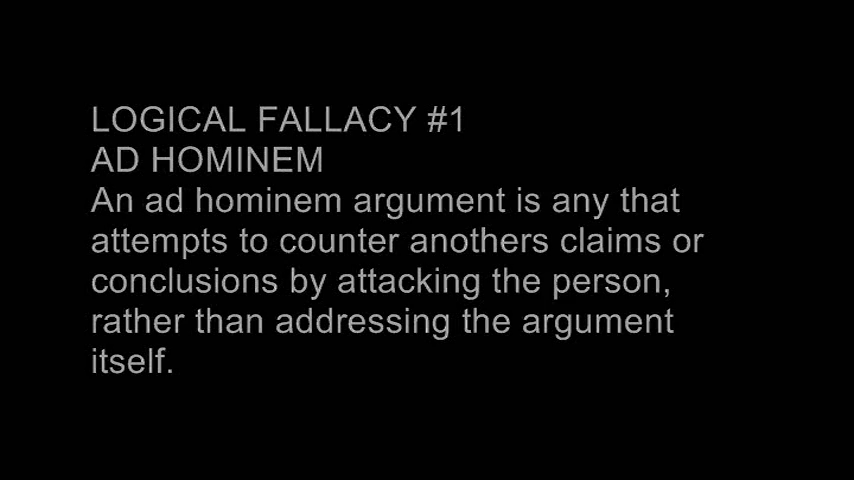 LOGICAL FALLACY #1
AD HOMINEM
An ad hominem argument is any that
attempts to counter anothers claims or
conclusions by attacking the person,
rather than addressing the argument
itself.